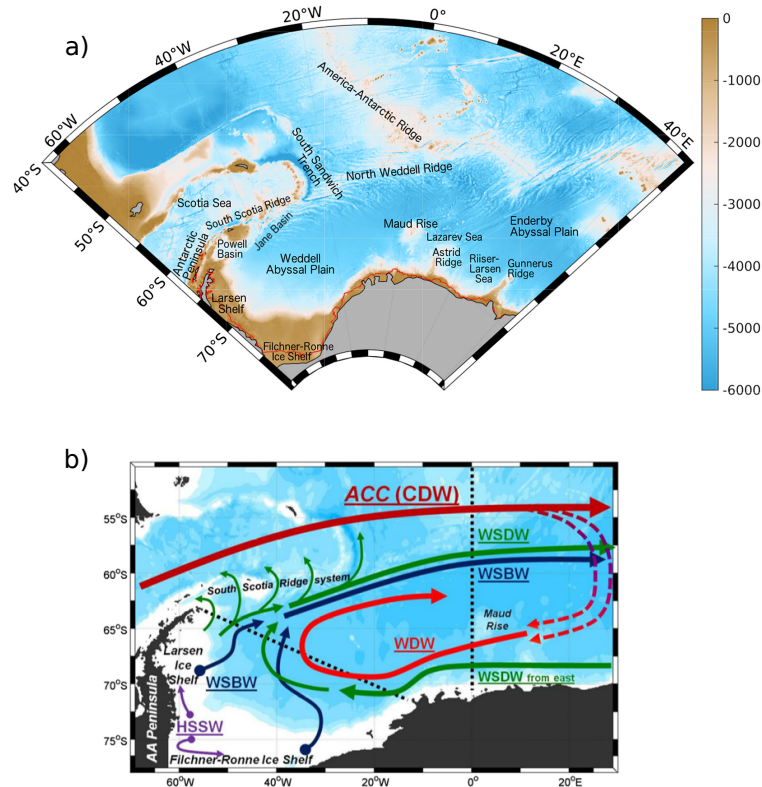 a)
20°W
0°
40°W
20°E
60°W
40°E
40°S
50°S
60°S
70°S
America-Antarctic Ridge
South Sandwich
Trench
North Weddell Ridge
Scotia Sea
South Scotia Ridge
Antarctic
Peninsula
Powell
Basin
Jane Basin
Weddell
Abyssal Plain
Maud Rise
Lazarev Sea
Enderby
Abyssal Plain
Astrid
Ridge
Riiser-
Larsen
Sea
Gunnerus
Ridge
Larsen
Shelf
Filchner-Ronne
Ice Shelf
0
-1000
-2000
-3000
-4000
-5000
-6000
b)
ACC (CDW)
55°S
WSDW
60°S
WSBW
South Scotia Ridge system
Maud
Rise
65°S
WDW
Larsen
Ice
Shelf
WSBW
WSDW from east
70°S
AA Peninsula
HSSW
75°S
Filchner-Ronne Ice Shelf
60°W
40°W
20°W
0°
20°E